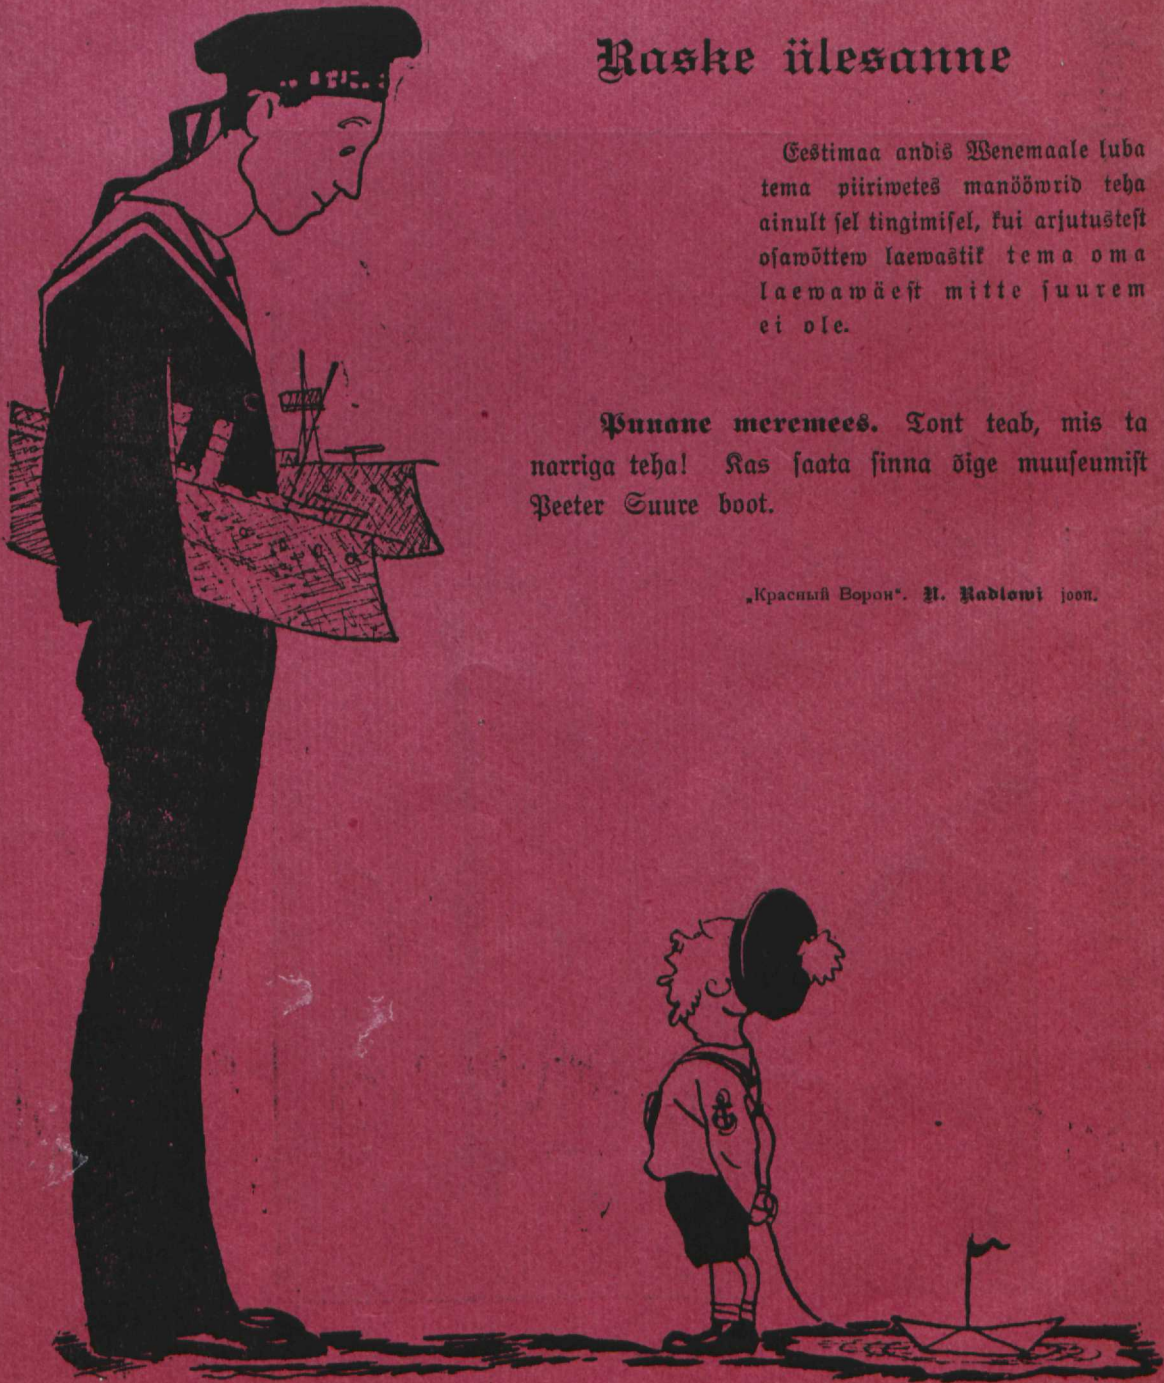 Raske ülesanne
Eestimaa andis Wenemaale luba
tema piiriwetes manööwrid teha
ainult sel tingimisel, kui arjutustest
osawõttew laewastik tema oma
laewawäest mitte suurem
ei ole.
Punane meremees. Tont teab, mis ta
narriga teha! Kas saata sinna õige muuseumist
Peeter Suure boot.
„Красный Ворон“. N. Radlowi joon.